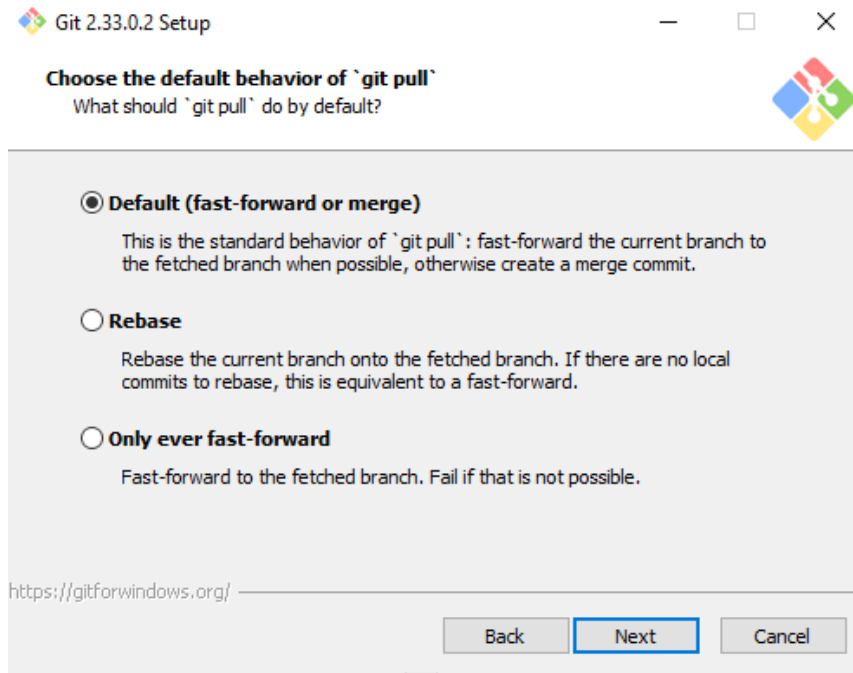 Git 2.33.0.2 Setup
Choose the default behavior of `git pull`
What should `git pull` do by default?
Default (fast-forward or merge)
This is the standard behavior of `git pull`: fast-forward the current branch to
the fetched branch when possible, otherwise create a merge commit.
Rebase
Rebase the current branch onto the fetched branch. If there are no local
commits to rebase, this is equivalent to a fast-forward.
Only ever fast-forward
Fast-forward to the fetched branch. Fail if that is not possible.
https://gitforwindows.org/
Back Next Cancel